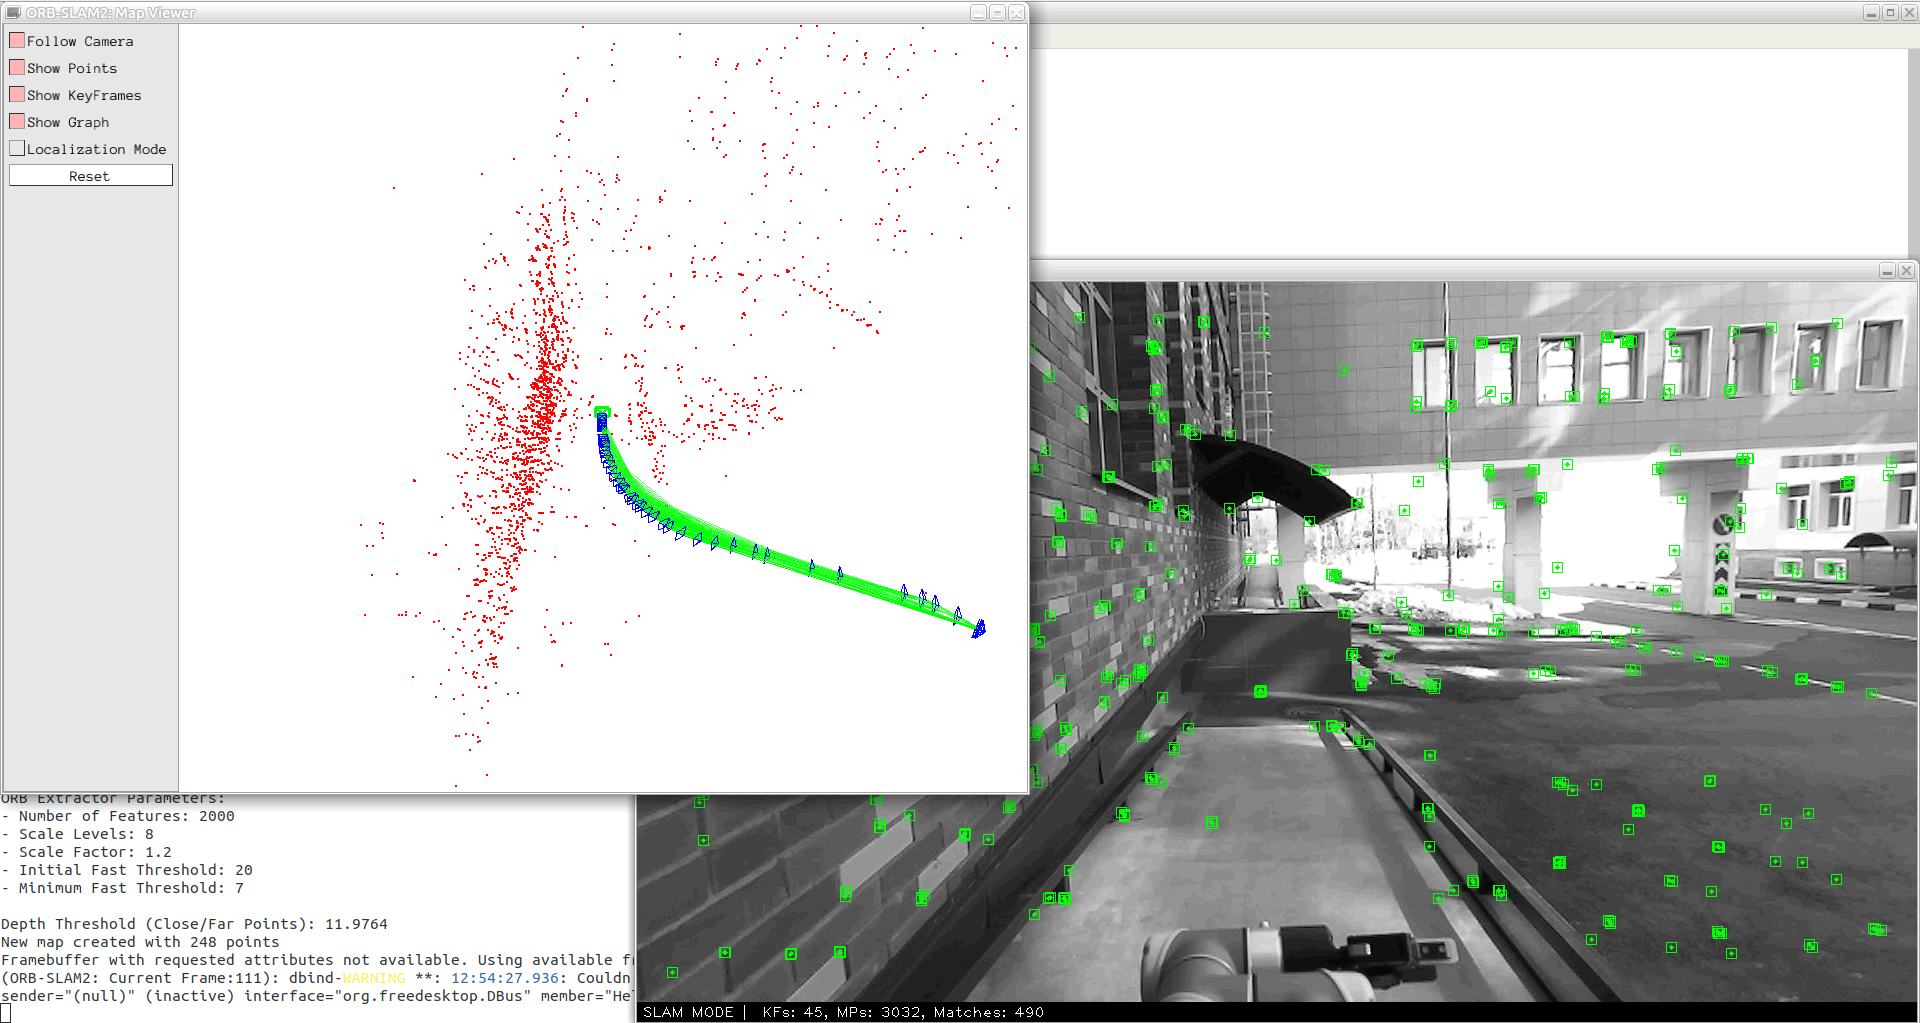 ORB-SLAM2: Map Viewer
Follow Camera
Show Points
Show KeyFrames
Show Graph
Localization Mode
Reset
ORB Extractor Parameters:
- Number of Features: 2000
- Scale Levels: 8
- Scale Factor: 1.2
- Initial Fast Threshold: 20
- Minimum Fast Threshold: 7
Depth Threshold (Close/Far Points): 11.9764
New map created with 248 points
Framebuffer with requested attributes not available. Using available
(ORB-SLAM2: Current Frame:111): dbind-WARNING **: 12:54:27.936: Couldn
sender="(null)" (inactive) interface="org.freedesktop.DBus" member="He
SLAM MODE | KFs: 45, MPs: 3032, Matches: 490